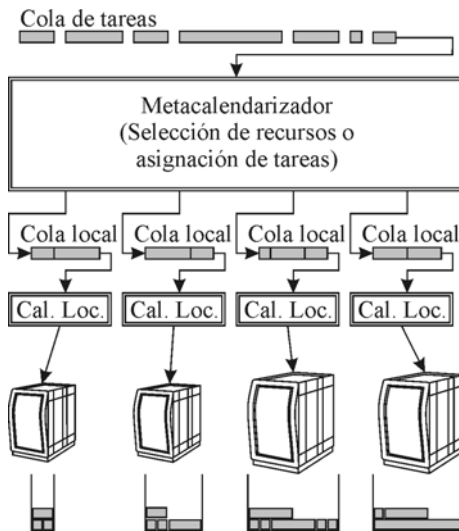 Cola de tareas
Metacalendarizador
(Selección de recursos o
asignación de tareas)
Cola local Cola local Cola local Cola local
Cal. Loc. Cal. Loc. Cal. Loc. Cal. Loc.